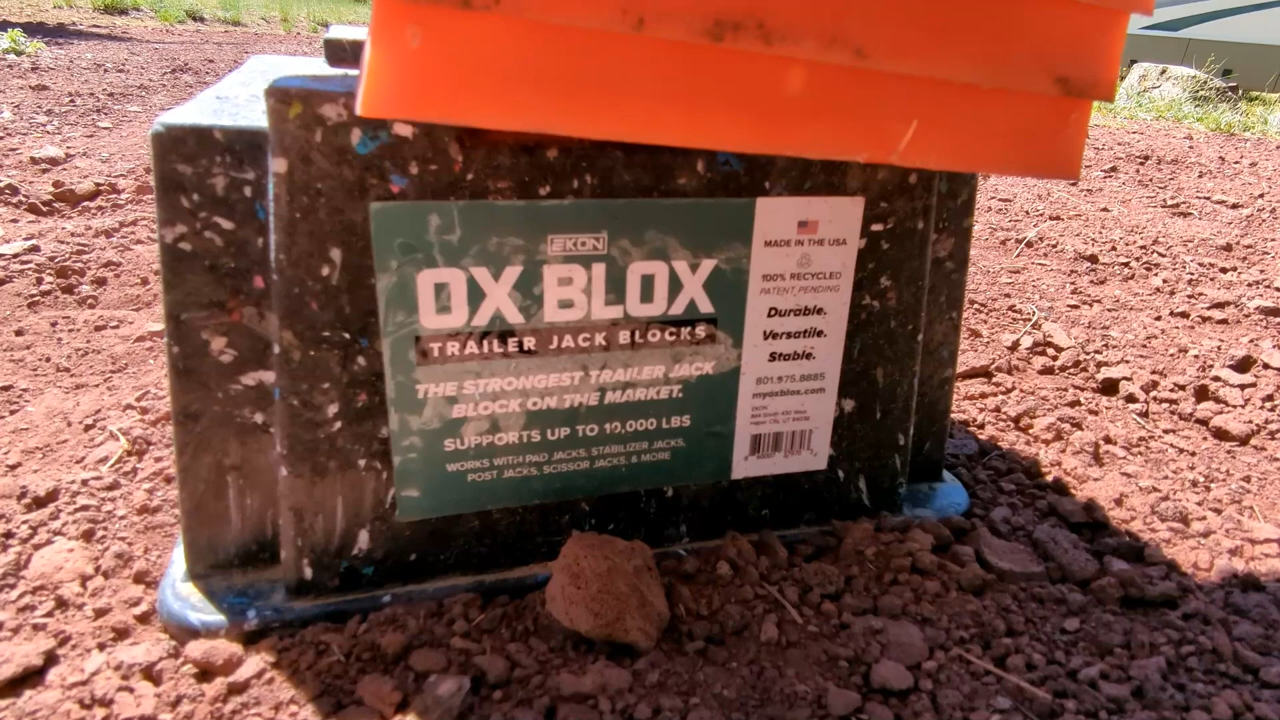 EKON
OX BLOX
TRAILER JACK BLOCKS
THE STRONGEST TRAILER JACK
BLOCK ON THE MARKET.
SUPPORTS UP TO 10,000 LBS
WORKS WITH PAD JACKS, STABILIZER JACKS,
POST JACKS, SCISSOR JACKS, & MORE
MADE IN THE USA
100% RECYCLED
PATENT PENDING
Durable.
Versatile.
Stable.
801.975.8885
myoxblox.com
EKON